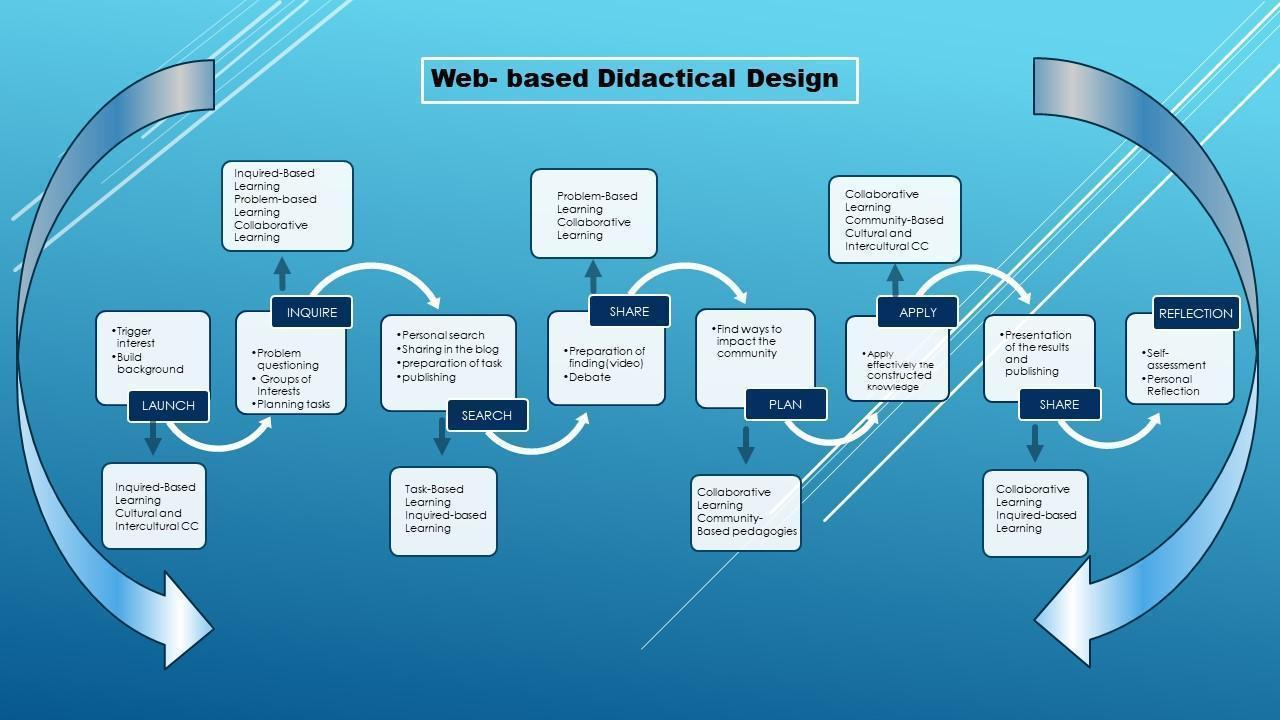 Web- based Didactical Design
Inquired-Based
Learning
Problem-based
Learning
Collaborative
Learning
Problem-Based
Learning
Collaborative
Learning
Collaborative
Learning
Community-Based
Cultural and
Intercultural CC
•Trigger
interest
•Build
background
LAUNCH
INQUIRE
•Problem
questioning
• Groups of
Interests
•Planning tasks
•Personal search
•Sharing in the blog
•preparation of task
•publishing
SEARCH
SHARE
•Preparation of
finding(video)
•Debate
•Find ways to
impact the
community
PLAN
APPLY
•Apply
effectively the
constructed
knowledge
•Presentation
of the results
and
publishing
SHARE
REFLECTION
•Self-
assessment
•Personal
Reflection
Inquired-Based
Learning
Cultural and
Intercultural CC
Task-Based
Learning
Inquired-based
Learning
Collaborative
Learning
Community-
Based pedagogies
Collaborative
Learning
Inquired-based
Learning